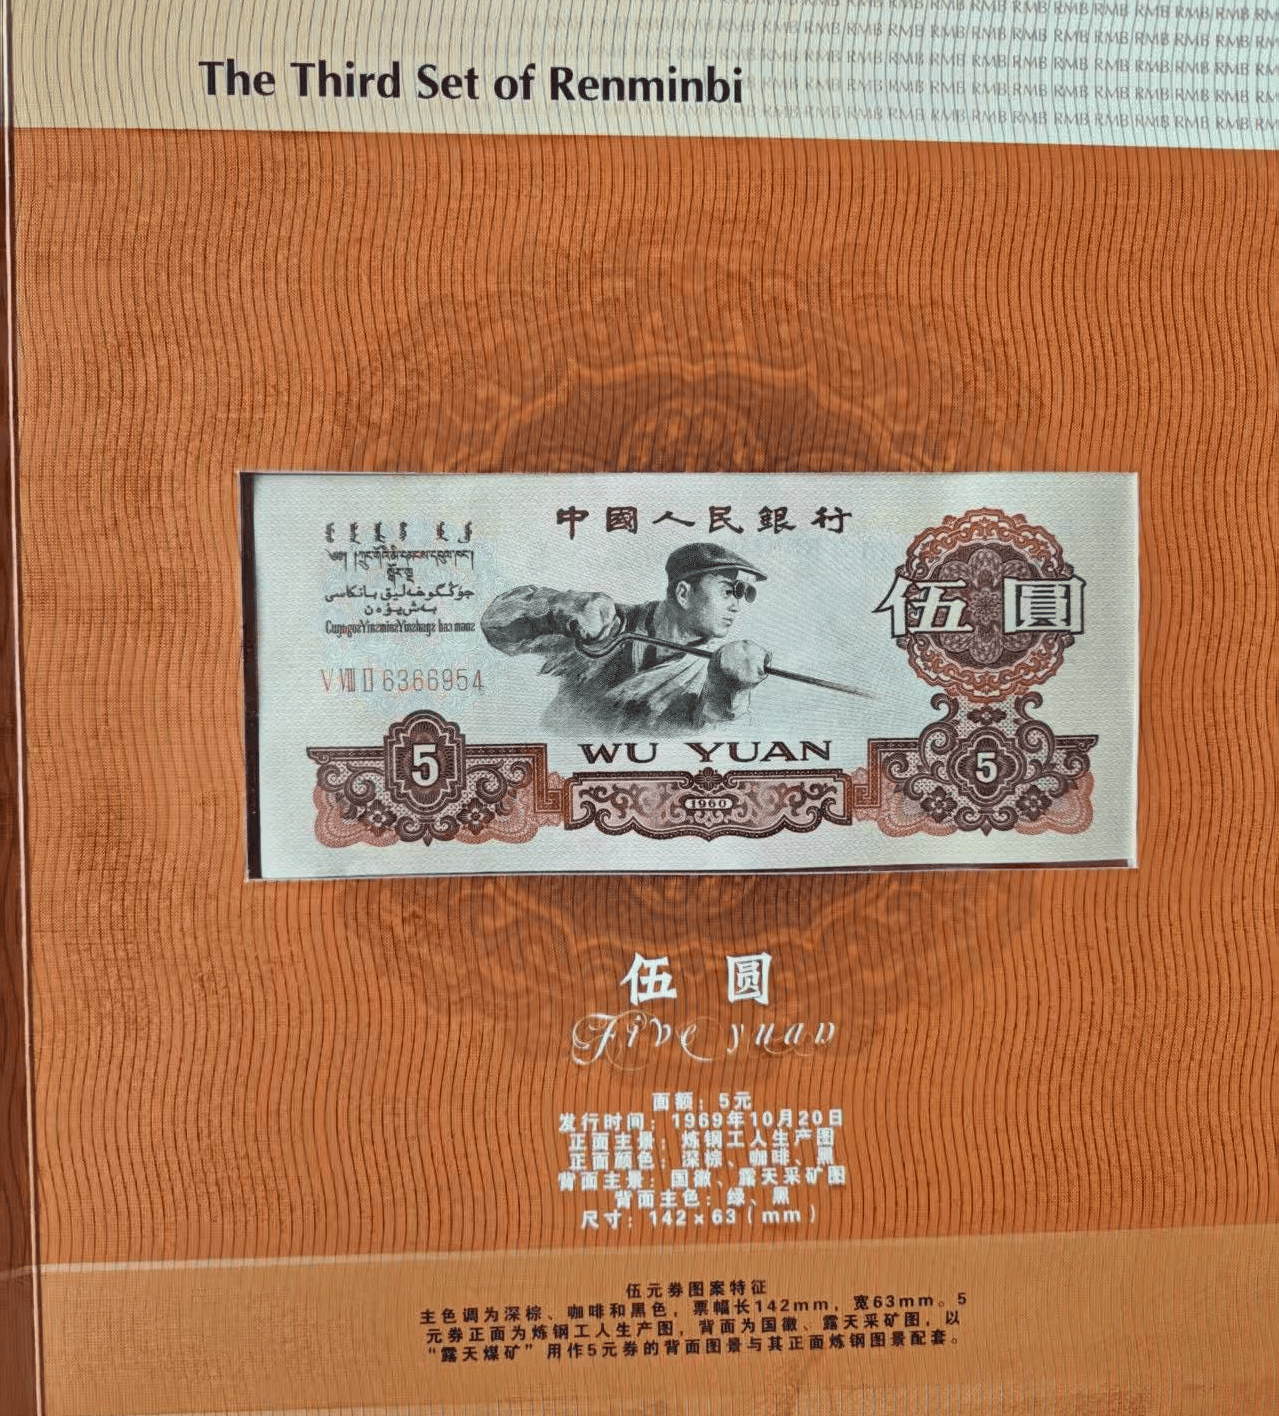 RMB RMB RMB RMB RMB RMB RMB RMB
The Third Set of Renminbi
中國人民銀行
伍圓
V VIII II 6366954
WU YUAN
5
5
1960
伍圆
Five yuan
面额：5元
发行时间：1969年10月20日
正面主景：炼钢工人生产图
正面颜色：深棕、咖啡、黑
背面主景：国徽、露天采矿图
背面主色：绿、黑
尺寸：142×63（mm）
伍元券图案特征
主色调为深棕、咖啡和黑色，票幅长142mm，宽63mm。5
元券正面为炼钢工人生产图，背面为国徽、露天采矿图，以
“露天煤矿”用作5元券的背面图景与其正面炼钢图景配套。